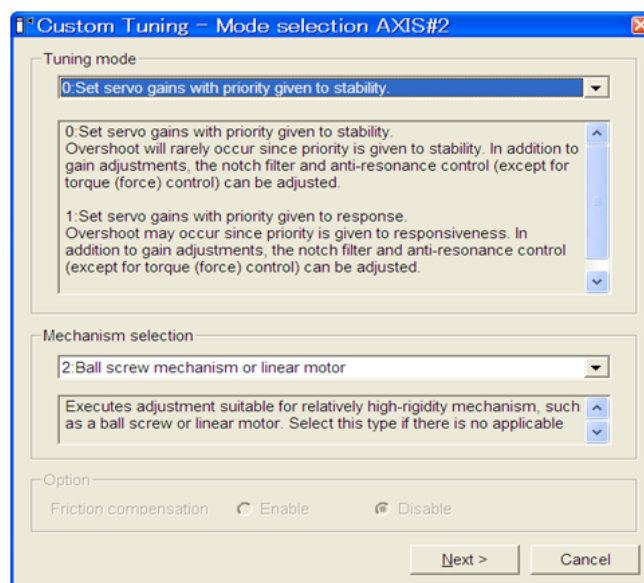 Custom Tuning - Mode selection AXIS#2
Tuning mode
0:Set servo gains with priority given to stability.
0:Set servo gains with priority given to stability.
Overshoot will rarely occur since priority is given to stability. In addition to
gain adjustments, the notch filter and anti-resonance control (except for
torque (force) control) can be adjusted.
1:Set servo gains with priority given to response.
Overshoot may occur since priority is given to responsiveness. In
addition to gain adjustments, the notch filter and anti-resonance control
(except for torque (force) control) can be adjusted.
Mechanism selection
2:Ball screw mechanism or linear motor
Executes adjustment suitable for relatively high-rigidity mechanism, such
as a ball screw or linear motor. Select this type if there is no applicable
Option
Friction compensation Enable Disable
Next > Cancel